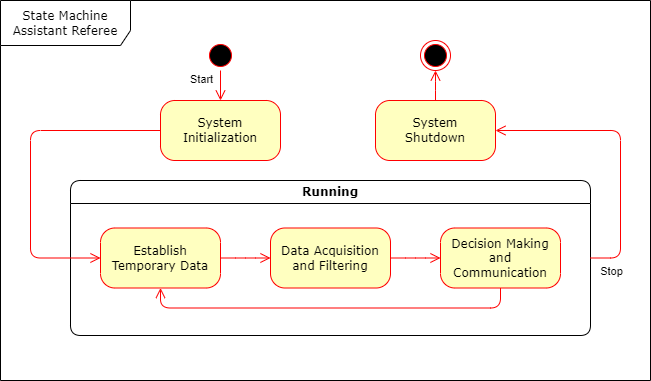 State Machine
Assistant Referee
Start
System
Initialization
System
Shutdown
Running
Establish
Temporary Data
Data Acquisition
and Filtering
Decision Making
and
Communication
Stop